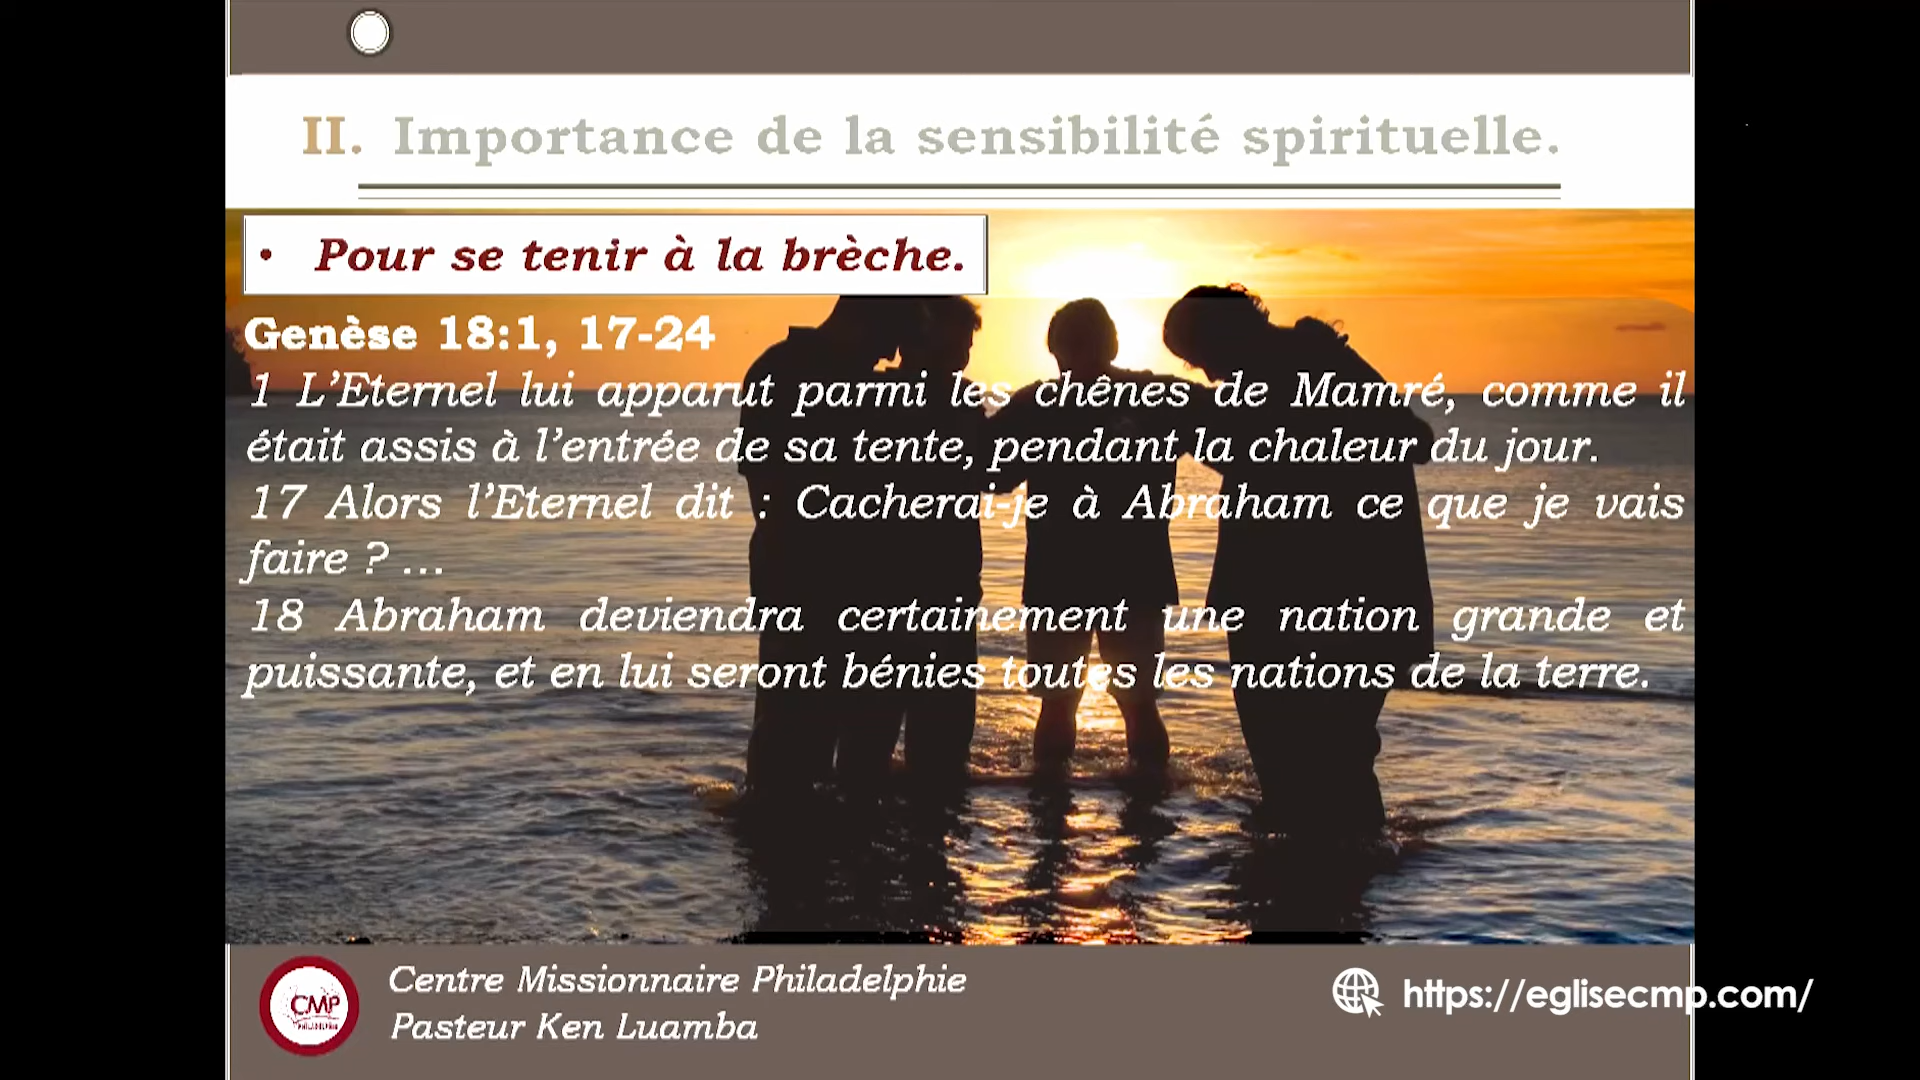 II. Importance de la sensibilité spirituelle.
• Pour se tenir à la brèche.
Genèse 18:1, 17-24
1 L’Eternel lui apparut parmi les chênes de Mamré, comme il
était assis à l’entrée de sa tente, pendant la chaleur du jour.
17 Alors l’Eternel dit : Cacherai-je à Abraham ce que je vais
faire ? …
18 Abraham deviendra certainement une nation grande et
puissante, et en lui seront bénies toutes les nations de la terre.
CMP
PHILADELPHIE
Centre Missionnaire Philadelphie
Pasteur Ken Luamba
https://eglisecmp.com/